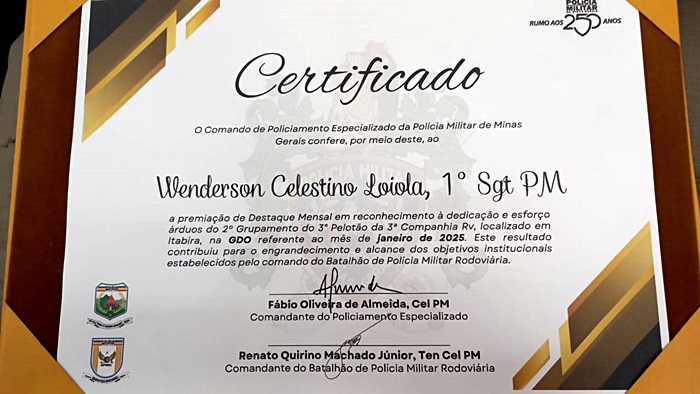 POLÍCIA
MILITAR
RUMO AOS 250 ANOS
Certificado
O Comando de Policiamento Especializado da Polícia Militar de Minas
Gerais confere, por meio deste, ao
Wenderson Celestino Loiola, 1° Sgt PM
a premiação de Destaque Mensal em reconhecimento à dedicação e esforço
árduos do 2º Grupamento do 3° Pelotão da 3ª Companhia Rv, localizado em
Itabira, na GDO referente ao mês de janeiro de 2025. Este resultado
contribuiu para o engrandecimento e alcance dos objetivos institucionais
estabelecidos pelo comando do Batalhão de Polícia Militar Rodoviária.
Fábio Oliveira de Almeida, Cel PM
Comandante do Policiamento Especializado
Renato Quirino Machado Júnior, Ten Cel PM
Comandante do Batalhão de Polícia Militar Rodoviária